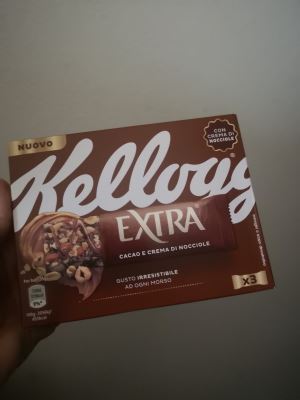 NUOVO
CON
CREMA DI
NOCCIOLE
Kellogg
®
EXTRA
CACAO E CREMA DI NOCCIOLE
GUSTO IRRESISTIBILE
AD OGNI MORSO
x3